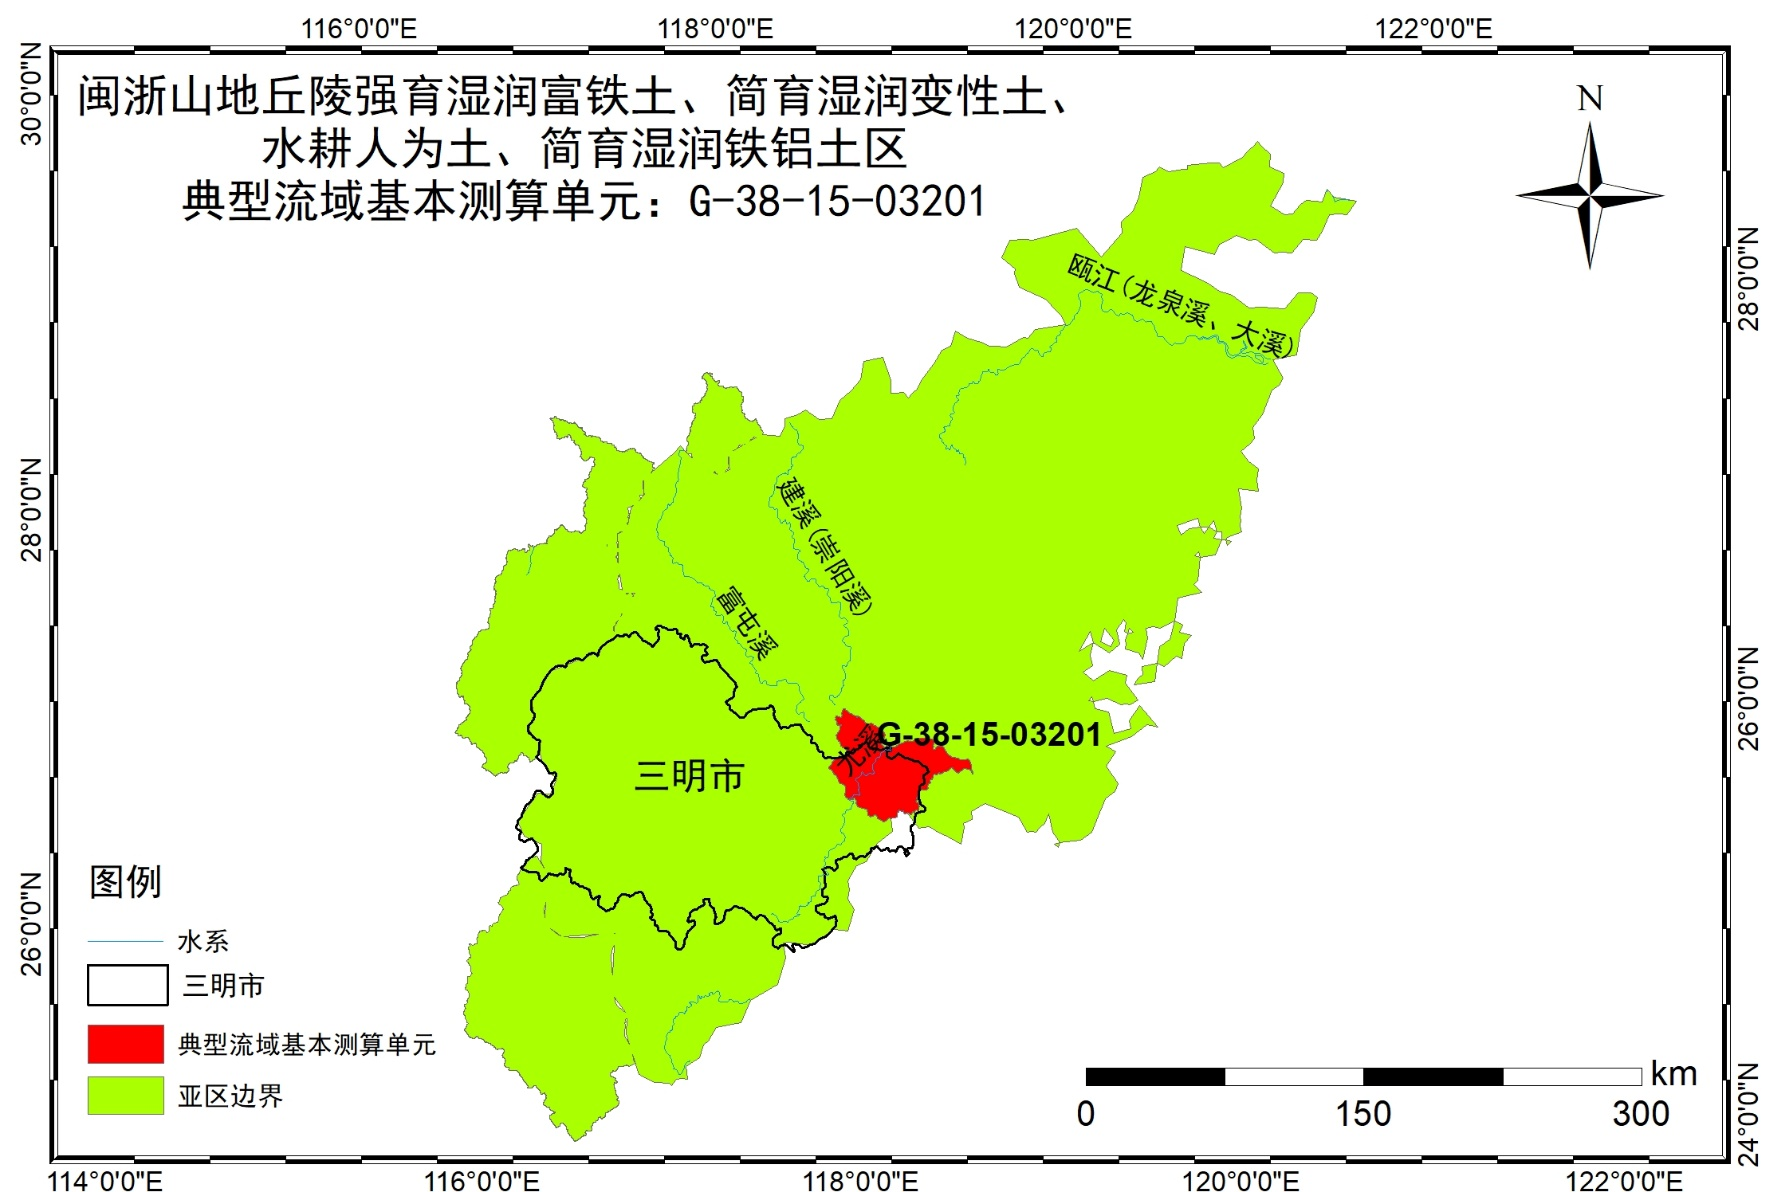 116°0'0"E 118°0'0"E 120°0'0"E 122°0'0"E
30°0'0"N
28°0'0"N
26°0'0"N
闽浙山地丘陵强育湿润富铁土、简育湿润变性土、
水耕人为土、简育湿润铁铝土区
典型流域基本测算单元：G-38-15-03201
N
瓯江(龙泉溪、大溪)
建溪(崇阳溪)
富屯溪
尤溪
G-38-15-03201
三明市
图例
水系
三明市
典型流域基本测算单元
亚区边界
km
0 150 300
28°0'0"N
26°0'0"N
24°0'0"N
114°0'0"E 116°0'0"E 118°0'0"E 120°0'0"E 122°0'0"E